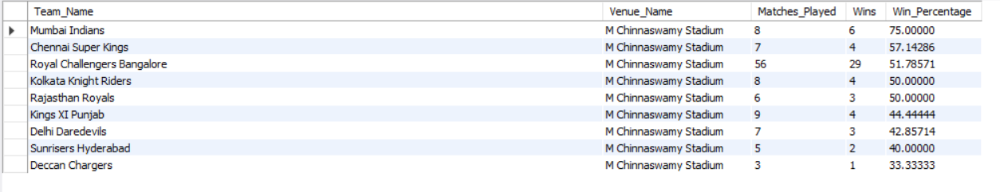 Team_Name Venue_Name Matches_Played Wins Win_Percentage
Mumbai Indians M Chinnaswamy Stadium 8 6 75.00000
Chennai Super Kings M Chinnaswamy Stadium 7 4 57.14286
Royal Challengers Bangalore M Chinnaswamy Stadium 56 29 51.78571
Kolkata Knight Riders M Chinnaswamy Stadium 8 4 50.00000
Rajasthan Royals M Chinnaswamy Stadium 6 3 50.00000
Kings XI Punjab M Chinnaswamy Stadium 9 4 44.44444
Delhi Daredevils M Chinnaswamy Stadium 7 3 42.85714
Sunrisers Hyderabad M Chinnaswamy Stadium 5 2 40.00000
Deccan Chargers M Chinnaswamy Stadium 3 1 33.33333